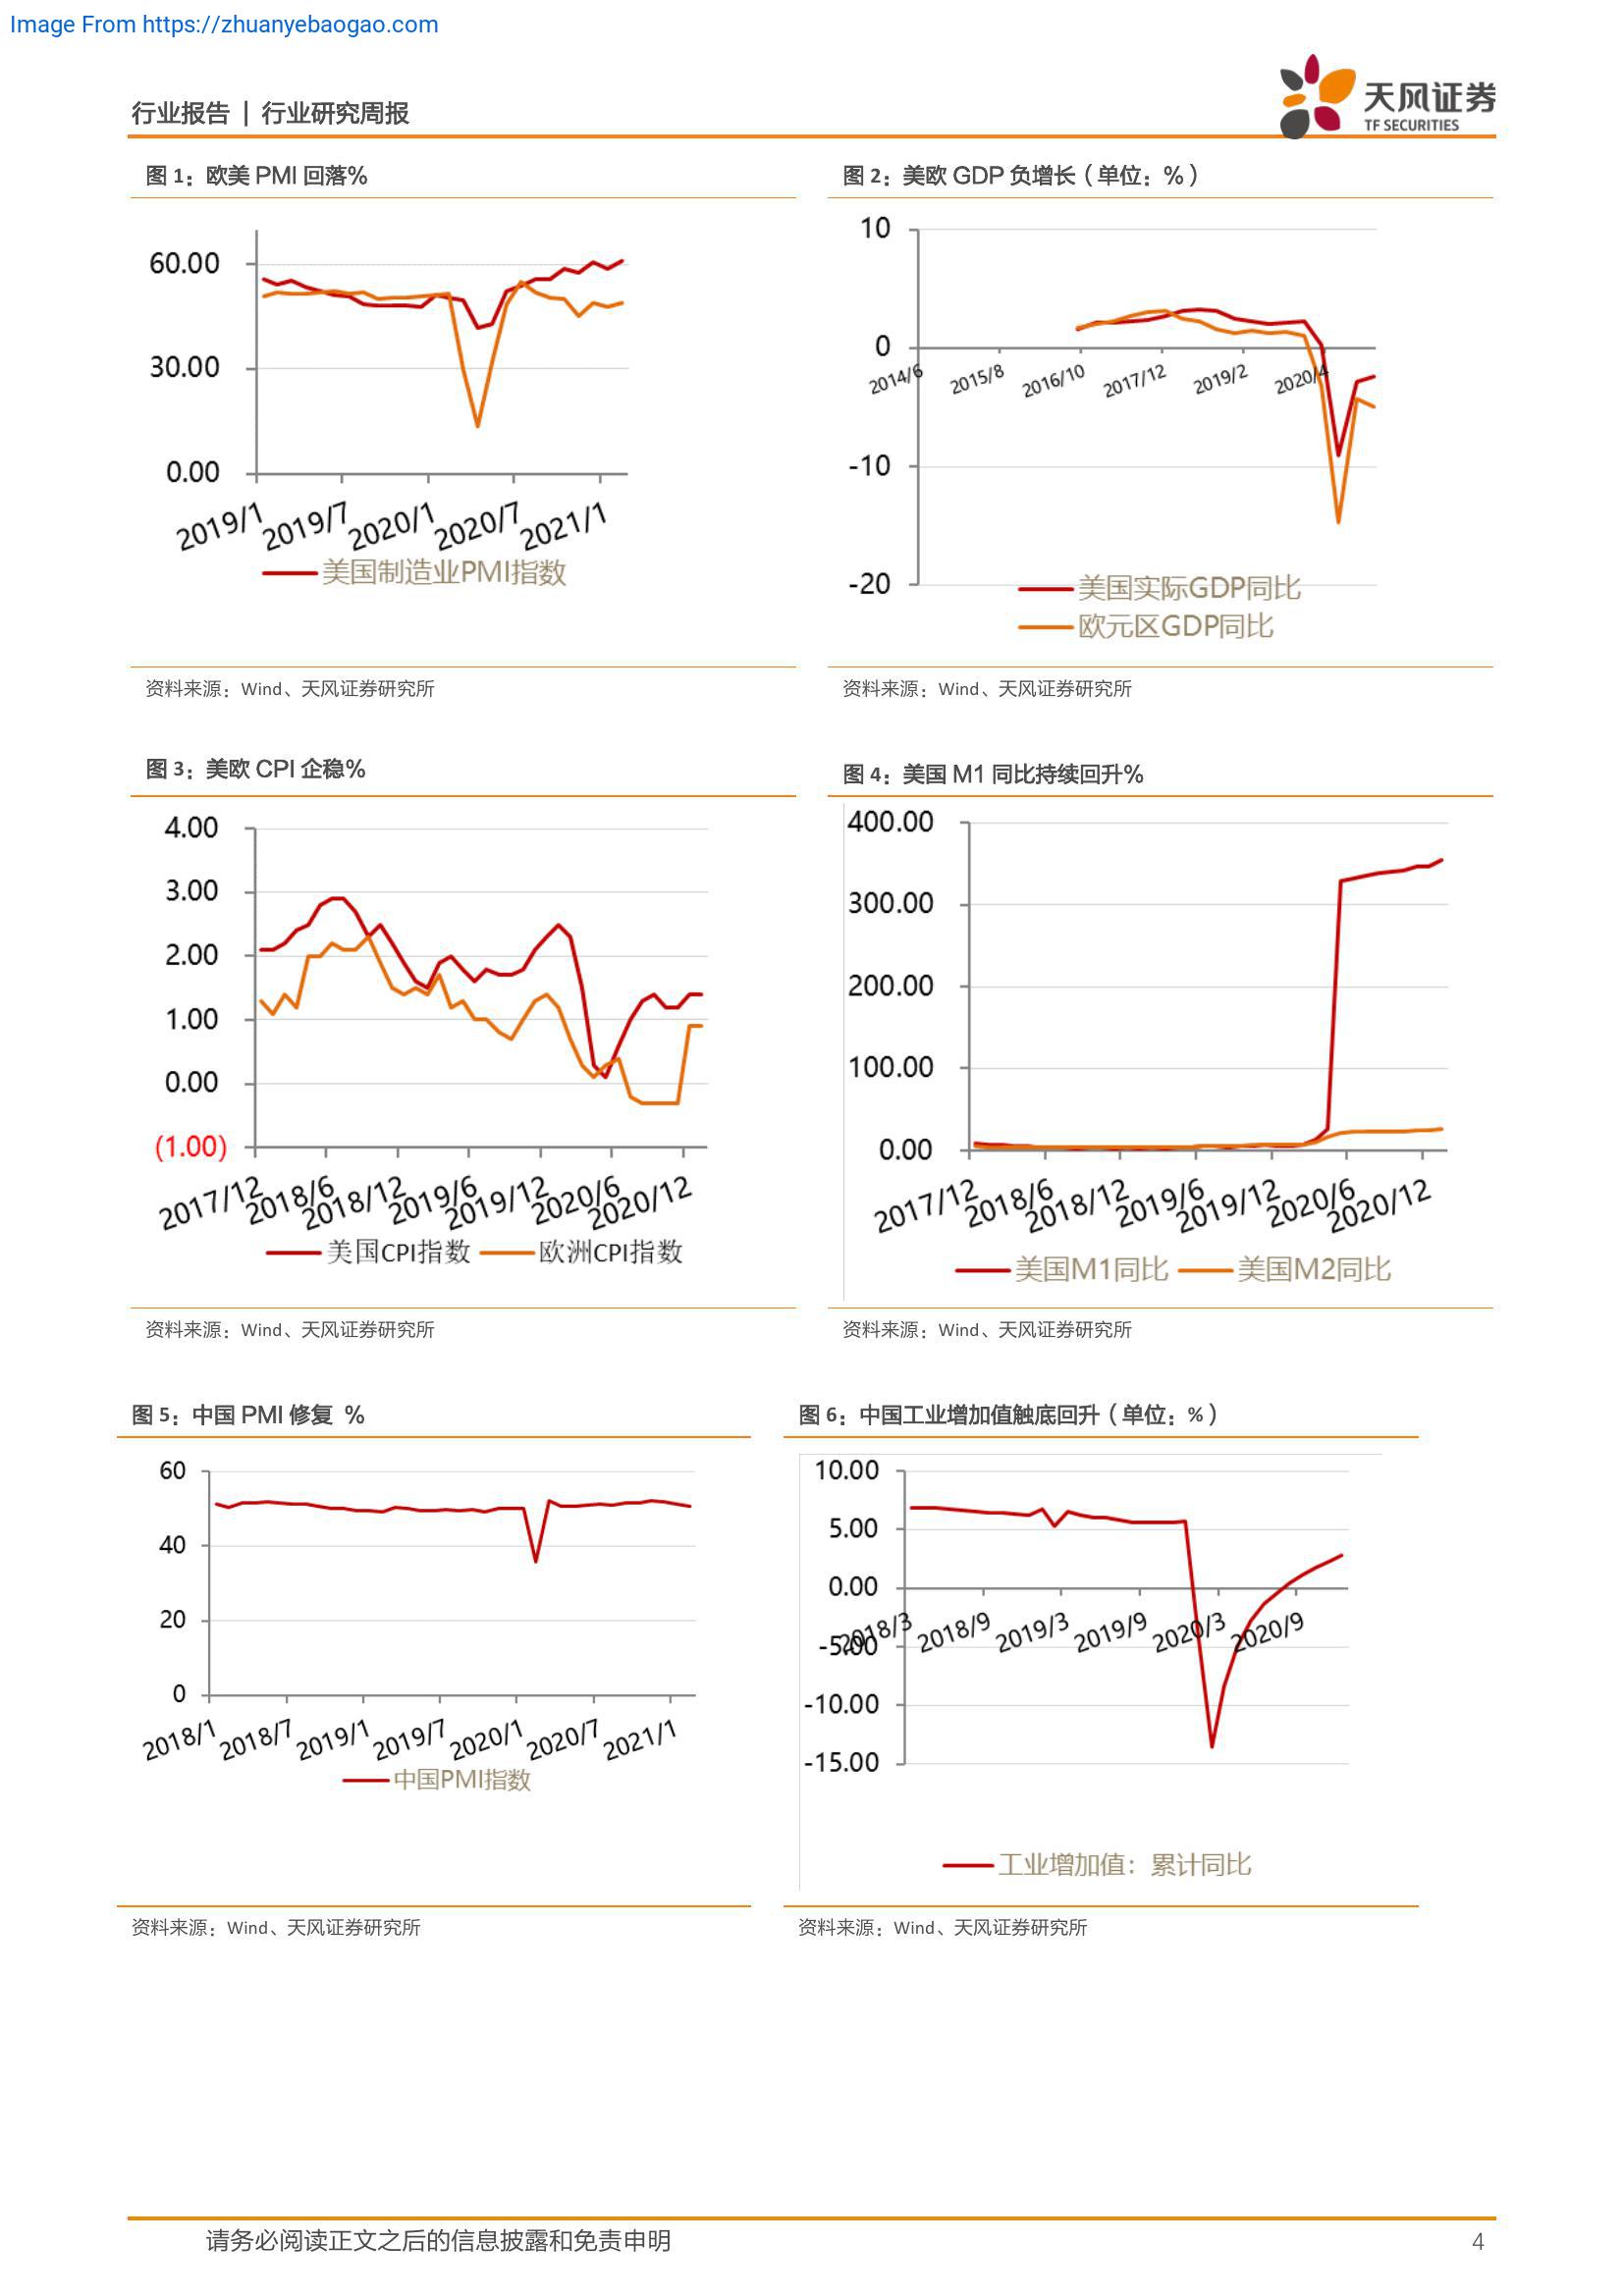 Image From https://zhuanyebaogao.com
行业报告 | 行业研究周报
天风证券
TF SECURITIES
图 1：欧美 PMI 回落%
60.00
30.00
0.00
2019/1 2019/7 2020/1 2020/7 2021/1
美国制造业PMI指数
资料来源：Wind、天风证券研究所
图 2：美欧 GDP 负增长（单位：%）
10
0
-10
-20
2014/6 2015/8 2016/10 2017/12 2019/2 2020/4
美国实际GDP同比
欧元区GDP同比
资料来源：Wind、天风证券研究所
图 3：美欧 CPI 企稳%
4.00
3.00
2.00
1.00
0.00
(1.00)
2017/12 2018/6 2018/12 2019/6 2019/12 2020/6 2020/12
美国CPI指数 欧洲CPI指数
资料来源：Wind、天风证券研究所
图 4：美国 M1 同比持续回升%
400.00
300.00
200.00
100.00
0.00
2017/12 2018/6 2018/12 2019/6 2019/12 2020/6 2020/12
美国M1同比 美国M2同比
资料来源：Wind、天风证券研究所
图 5：中国 PMI 修复 %
60
40
20
0
2018/1 2018/7 2019/1 2019/7 2020/1 2020/7 2021/1
中国PMI指数
资料来源：Wind、天风证券研究所
图 6：中国工业增加值触底回升（单位：%）
10.00
5.00
0.00
-5.00
-10.00
-15.00
2018/3 2018/9 2019/3 2019/9 2020/3 2020/9
工业增加值：累计同比
资料来源：Wind、天风证券研究所
请务必阅读正文之后的信息披露和免责申明
4